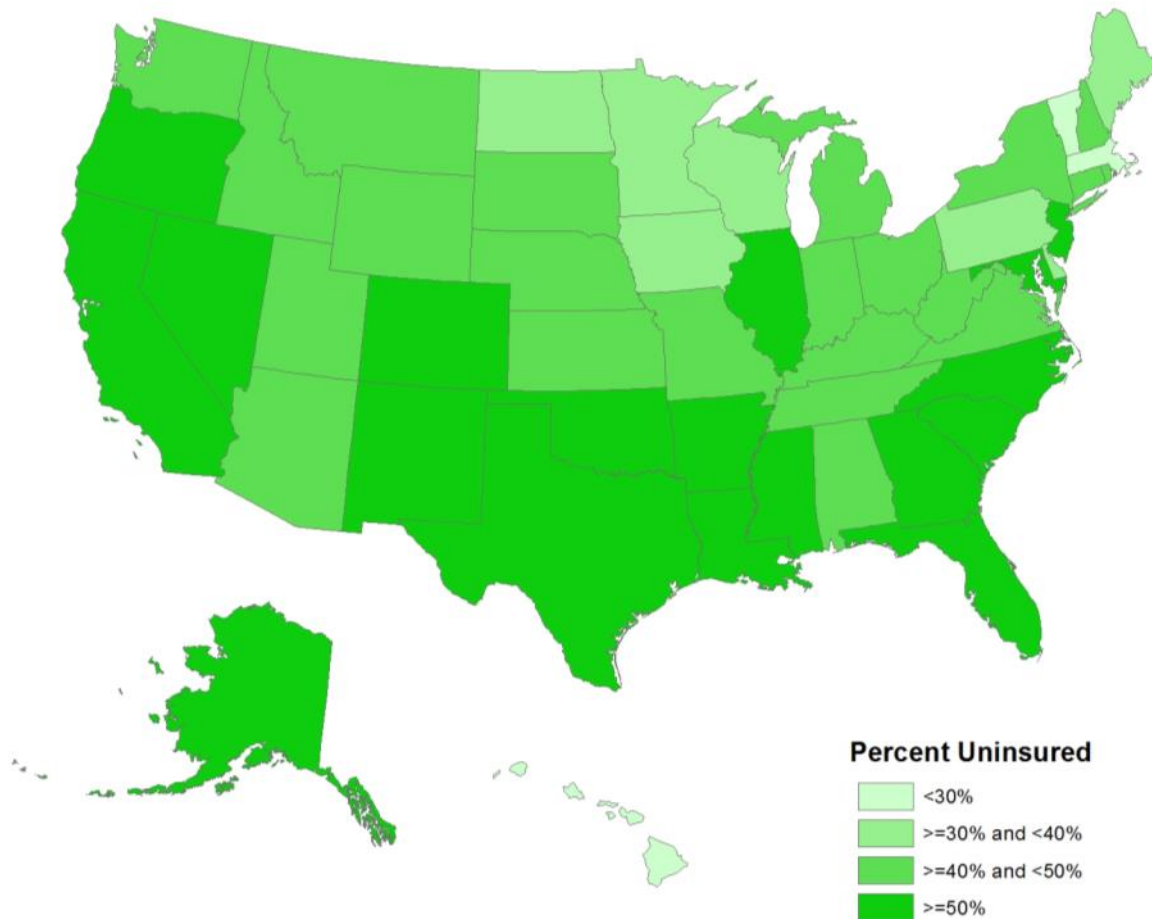 Percent Uninsured
<30%
>=30% and <40%
>=40% and <50%
>=50%